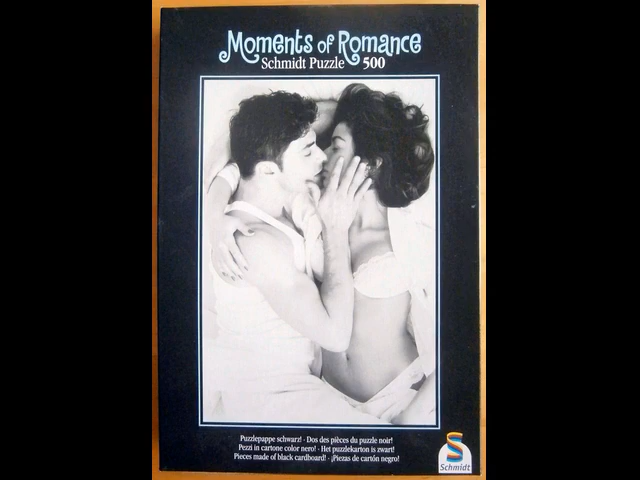 Moments of Romance
Schmidt Puzzle 500
Puzzlepappe schwarz! · Dos des pièces du puzzle noir!
Pezzi in cartone color nero! · Het puzzelkarton is zwart!
Pieces made of black cardboard! · ¡Piezas de cartón negro!
S
Schmidt